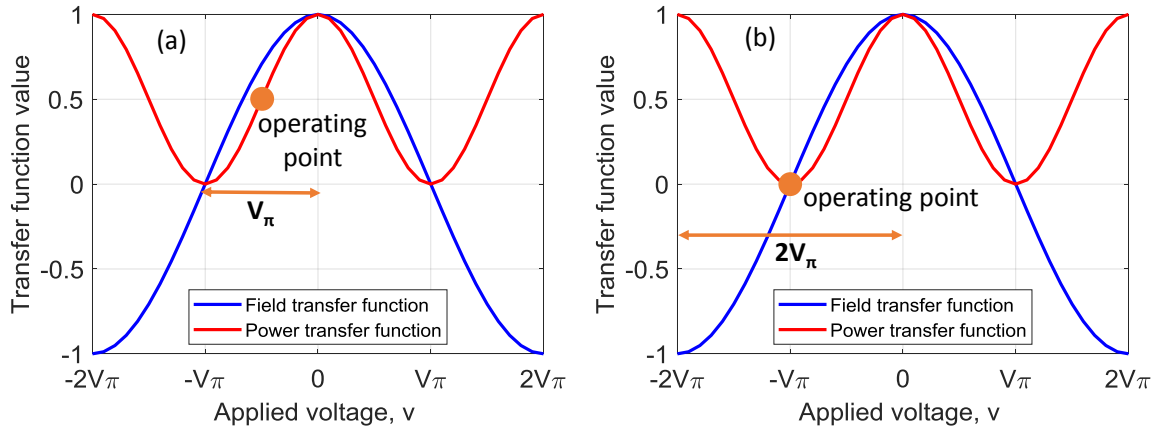 (a)
Transfer function value
1
0.5
0
-0.5
-1
operating
point
Vπ
Field transfer function
Power transfer function
-2Vπ
-Vπ
0
Vπ
2Vπ
Applied voltage, v
(b)
Transfer function value
1
0.5
0
-0.5
-1
operating point
2Vπ
Field transfer function
Power transfer function
-2Vπ
-Vπ
0
Vπ
2Vπ
Applied voltage, v